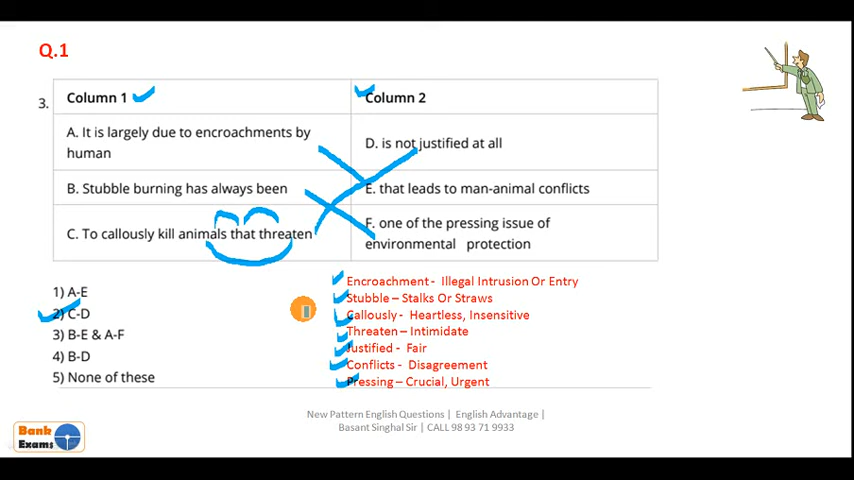 Q.1
3.
Column 1
Column 2
A. It is largely due to encroachments by
human
D. is not justified at all
B. Stubble burning has always been
E. that leads to man-animal conflicts
C. To callously kill animals that threaten
F. one of the pressing issue of
environmental protection
1) A-E
2) C-D
3) B-E & A-F
4) B-D
5) None of these
Encroachment - Illegal Intrusion Or Entry
Stubble – Stalks Or Straws
Callously - Heartless, Insensitive
Threaten – Intimidate
Justified - Fair
Conflicts - Disagreement
Pressing – Crucial, Urgent
New Pattern English Questions | English Advantage |
Basant Singhal Sir | CALL 98 93 71 9933
Bank
Exams